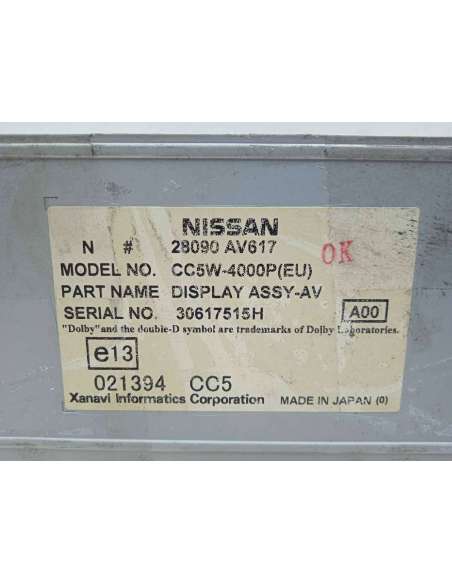 NISSAN
N # 28090 AV617
OK
MODEL NO. CC5W-4000P(EU)
PART NAME DISPLAY ASSY-AV
SERIAL NO. 30617515H A00
"Dolby"and the double-D symbol are trademarks of Dolby Laboratories.
e13
021394 CC5
Xanavi Informatics Corporation MADE IN JAPAN (0)